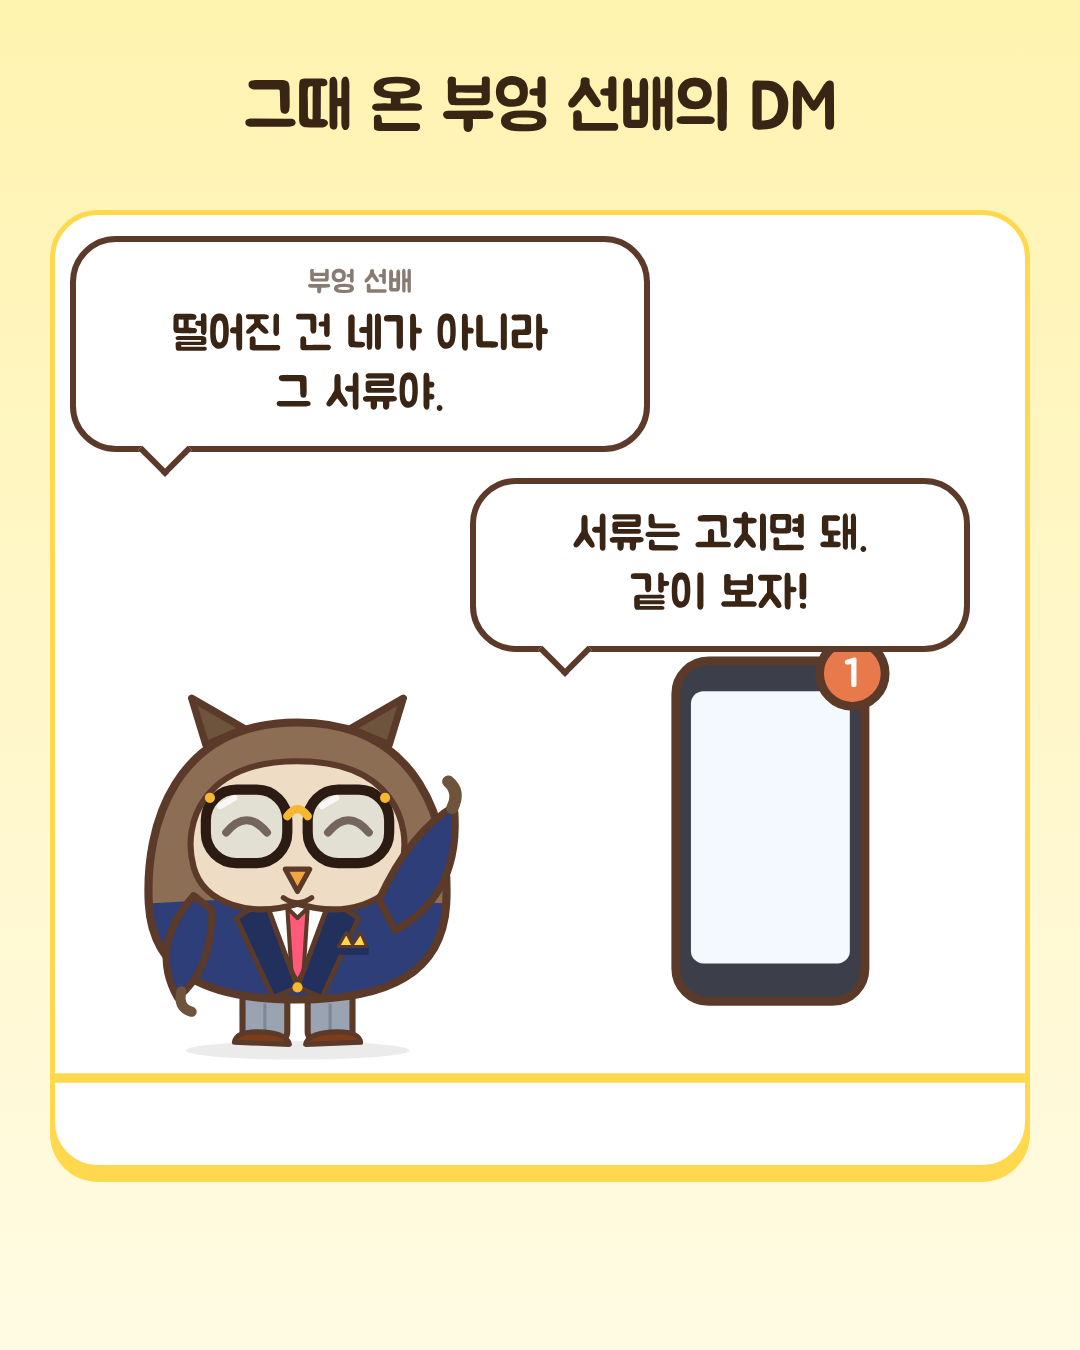 그때 온 부엉 선배의 DM
부엉 선배
떨어진 건 네가 아니라
그 서류야.
서류는 고치면 돼.
같이 보자!
1